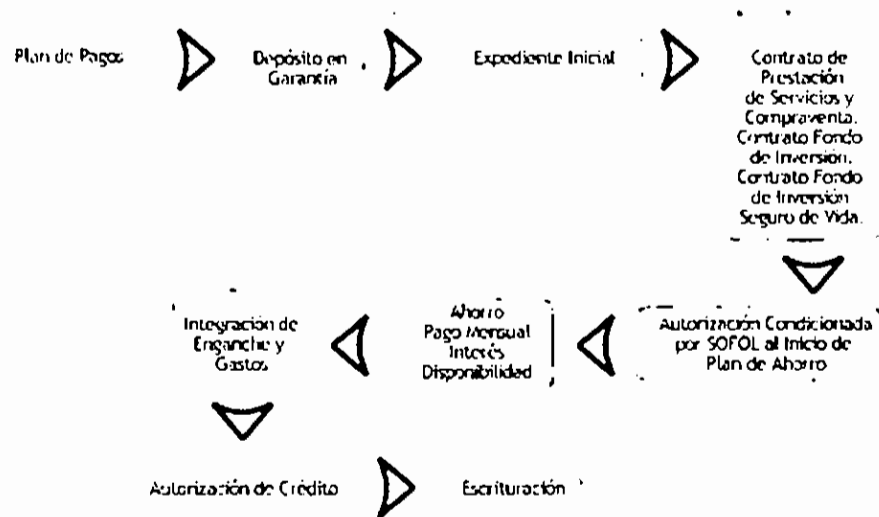 Plan de Pagos
Depósito en
Garantía
Expediente Inicial
Contrato de
Prestación
de Servicios y
Compraventa.
Contrato Fondo
de Inversión.
Contrato Fondo
de Inversión
Seguro de Vida.
Autorización Condicionada
por SOFOL al Inicio de
Plan de Ahorro
Ahorro
Pago Mensual
Interés
Disponibilidad
Integración de
Enganche y
Gastos
Autorización de Crédito
Escrituración